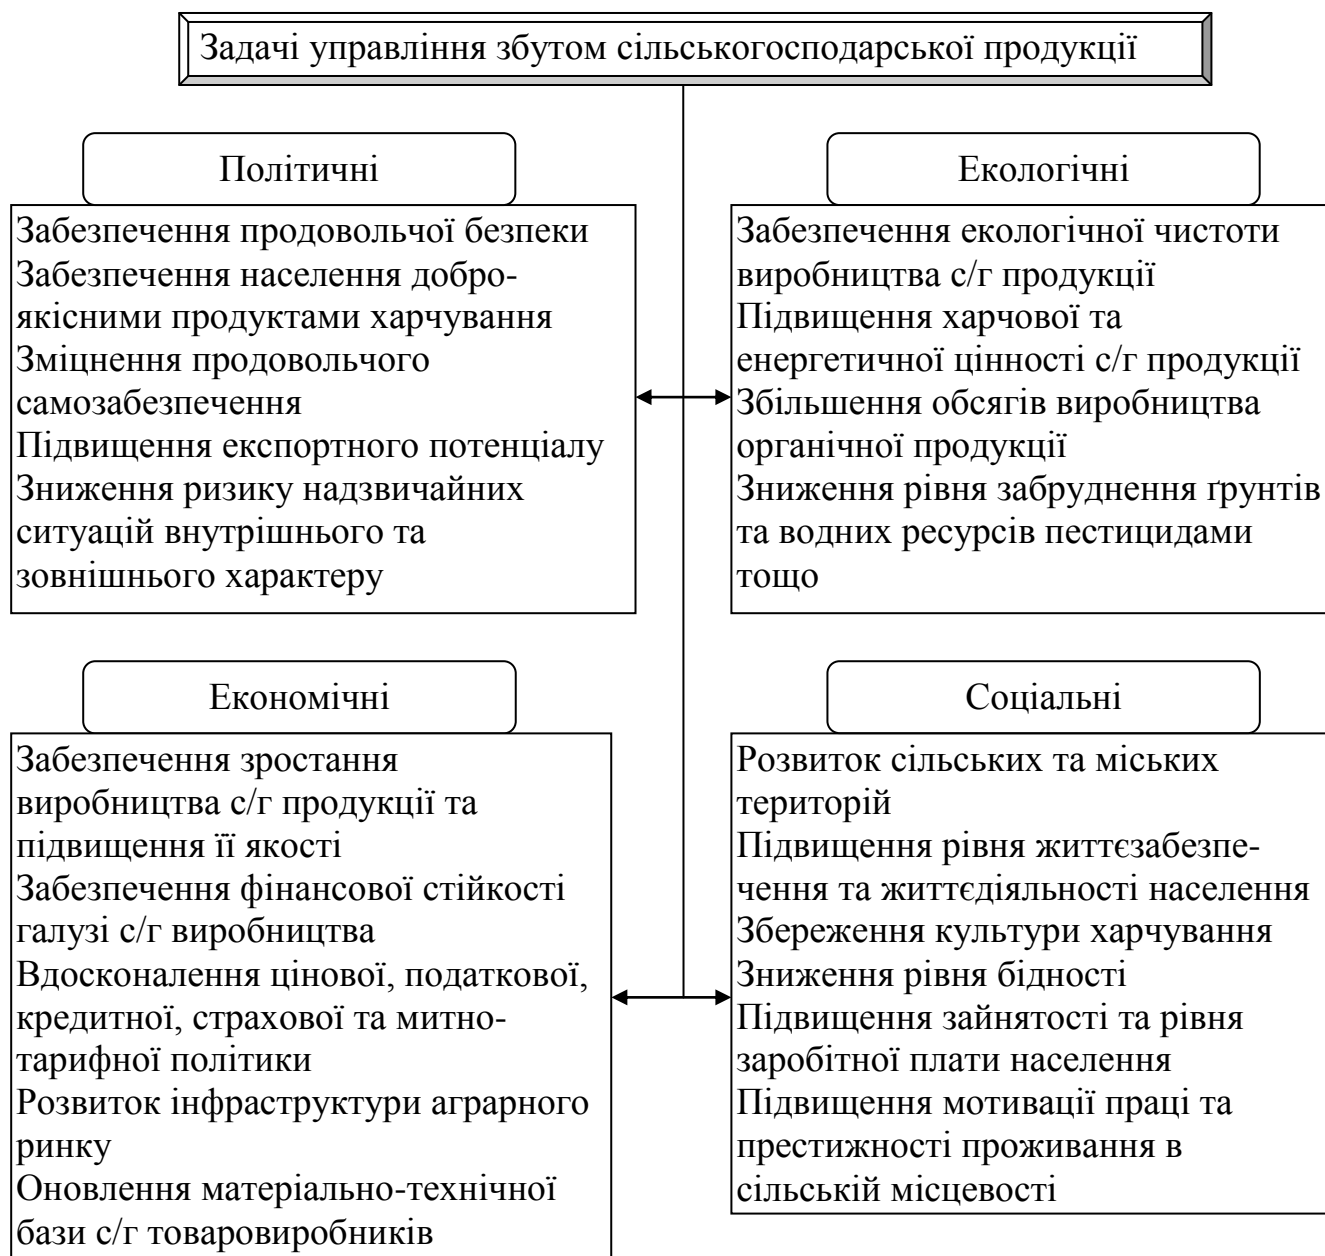 Задачі управління збутом сільськогосподарської продукції
Політичні
Забезпечення продовольчої безпеки
Забезпечення населення добро-
якісними продуктами харчування
Зміцнення продовольчого
самозабезпечення
Підвищення експортного потенціалу
Зниження ризику надзвичайних
ситуацій внутрішнього та
зовнішнього характеру
Екологічні
Забезпечення екологічної чистоти
виробництва с/г продукції
Підвищення харчової та
енергетичної цінності с/г продукції
Збільшення обсягів виробництва
органічної продукції
Зниження рівня забруднення ґрунтів
та водних ресурсів пестицидами
тощо
Економічні
Забезпечення зростання
виробництва с/г продукції та
підвищення її якості
Забезпечення фінансової стійкості
галузі с/г виробництва
Вдосконалення цінової, податкової,
кредитної, страхової та митно-
тарифної політики
Розвиток інфраструктури аграрного
ринку
Оновлення матеріально-технічної
бази с/г товаровиробників
Соціальні
Розвиток сільських та міських
територій
Підвищення рівня життєзабезпе-
чення та життєдіяльності населення
Збереження культури харчування
Зниження рівня бідності
Підвищення зайнятості та рівня
заробітної плати населення
Підвищення мотивації праці та
престижності проживання в
сільській місцевості